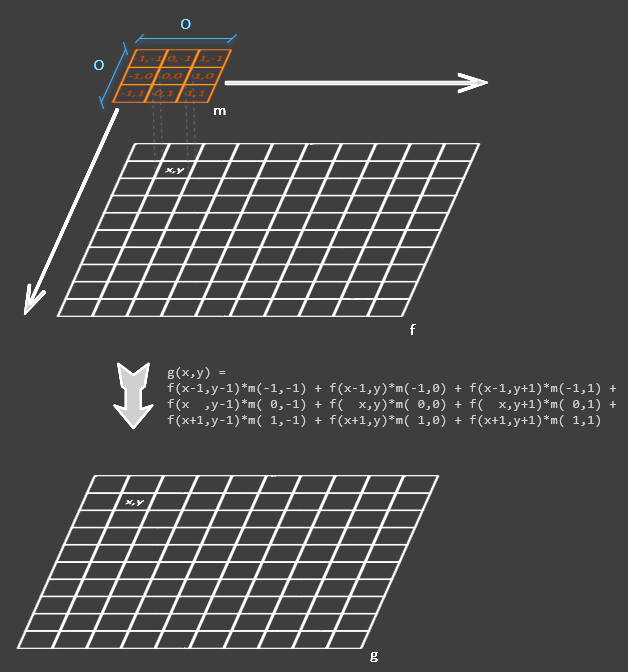 O
O
1,-1 0,-1 1,-1
-1,0 0,0 1,0
-1,1 0,1 1,1
m
x,y
f
g(x,y) =
f(x-1,y-1)*m(-1,-1) + f(x-1,y)*m(-1,0) + f(x-1,y+1)*m(-1,1) +
f(x  ,y-1)*m( 0,-1) + f(  x,y)*m( 0,0) + f(  x,y+1)*m( 0,1) +
f(x+1,y-1)*m( 1,-1) + f(x+1,y)*m( 1,0) + f(x+1,y+1)*m( 1,1)
x,y
g